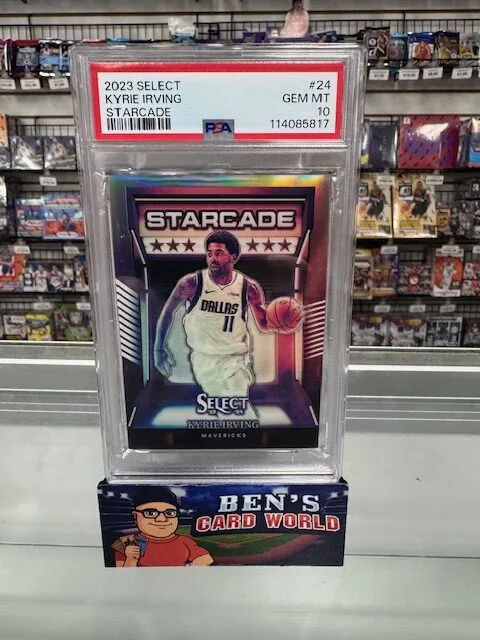 2023 SELECT #24
KYRIE IRVING GEM MT
STARCADE 10
PSA 114085817
STARCADE
DALLAS
11
SELECT
KYRIE IRVING
MAVERICKS
BEN'S
CARD WORLD